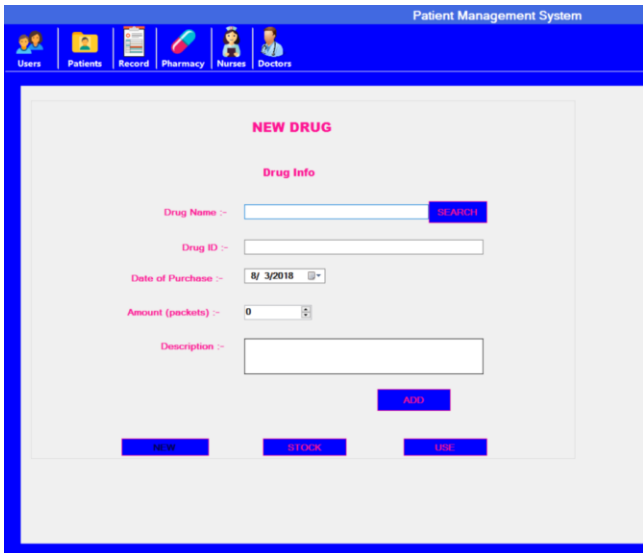 Patient Management System
Users Patients Record Pharmacy Nurses Doctors
NEW DRUG
Drug Info
Drug Name :-
SEARCH
Drug ID :-
Date of Purchase :- 8/ 3/2018
Amount (packets) :- 0
Description :-
ADD
NEW STOCK USE